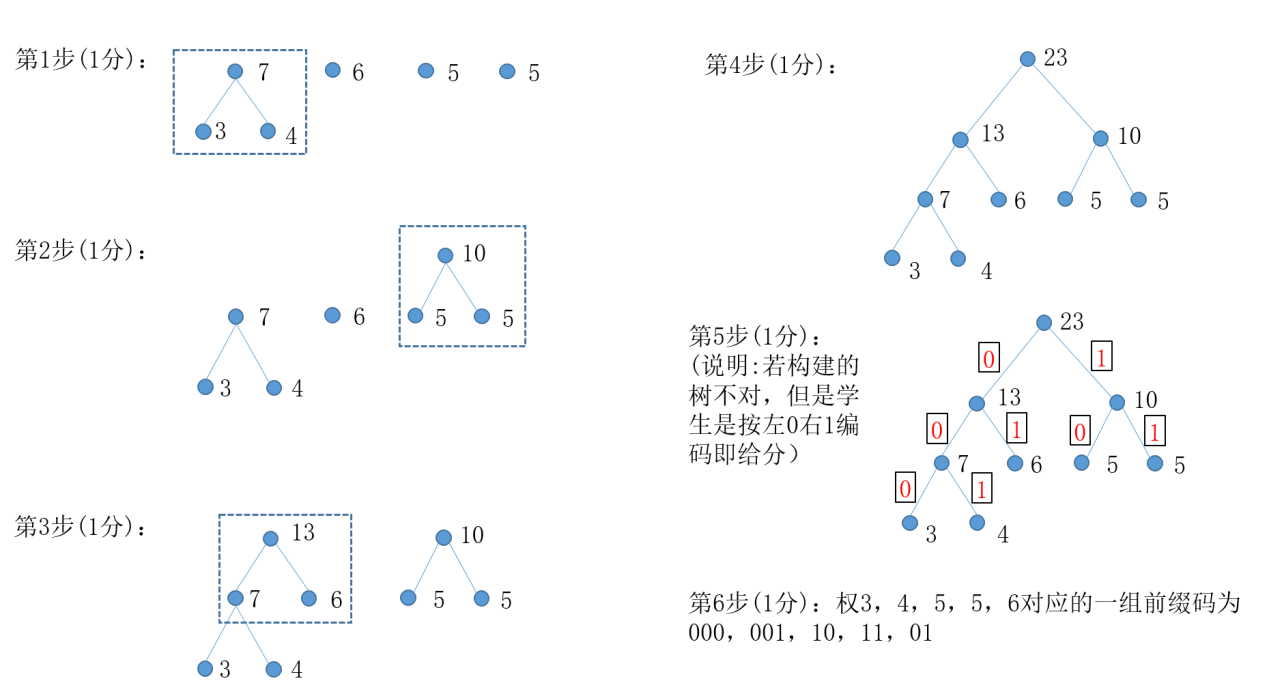 第1步(1分)：
7 6 5 5
3 4
第2步(1分)：
10
7 6 5 5
3 4
第3步(1分)：
13 10
7 6 5 5
3 4
第4步(1分)：
23
13 10
7 6 5 5
3 4
第5步(1分)：
(说明:若构建的
树不对，但是学
生是按左0右1编
码即给分）
23
0 1
13 10
0 1 0 1
7 6 5 5
0 1
3 4
第6步(1分)：权3，4，5，5，6对应的一组前缀码为
000，001，10，11，01